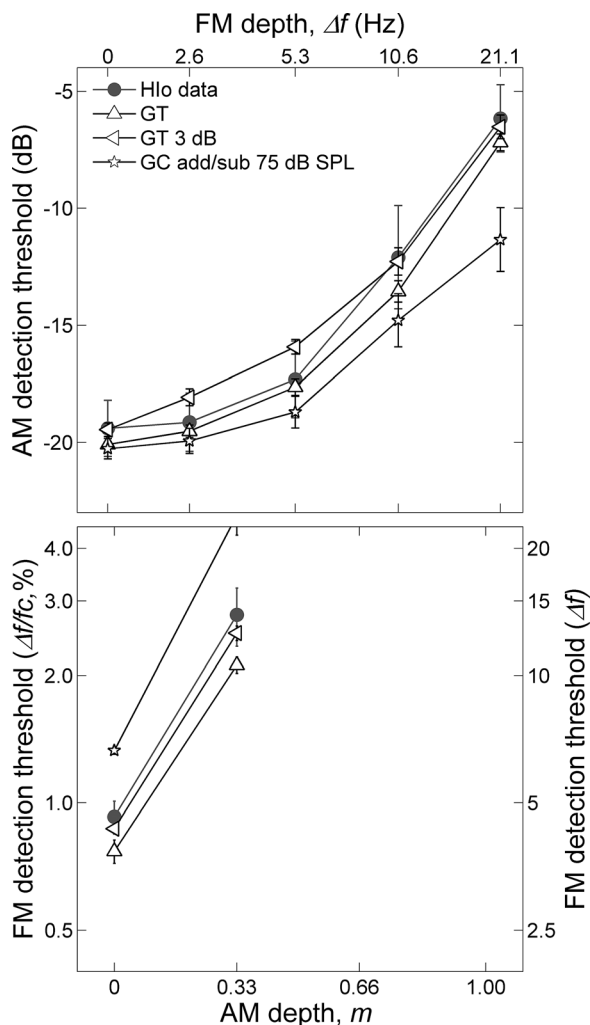 FM depth, Δf (Hz)
0 2.6 5.3 10.6 21.1
HIo data
GT
GT 3 dB
GC add/sub 75 dB SPL
AM detection threshold (dB)
-5
-10
-15
-20
FM detection threshold (Δf/fc,%)
4.0
3.0
2.0
1.0
0.5
FM detection threshold (Δf)
20
15
10
5
2.5
0 0.33 0.66 1.00
AM depth, m